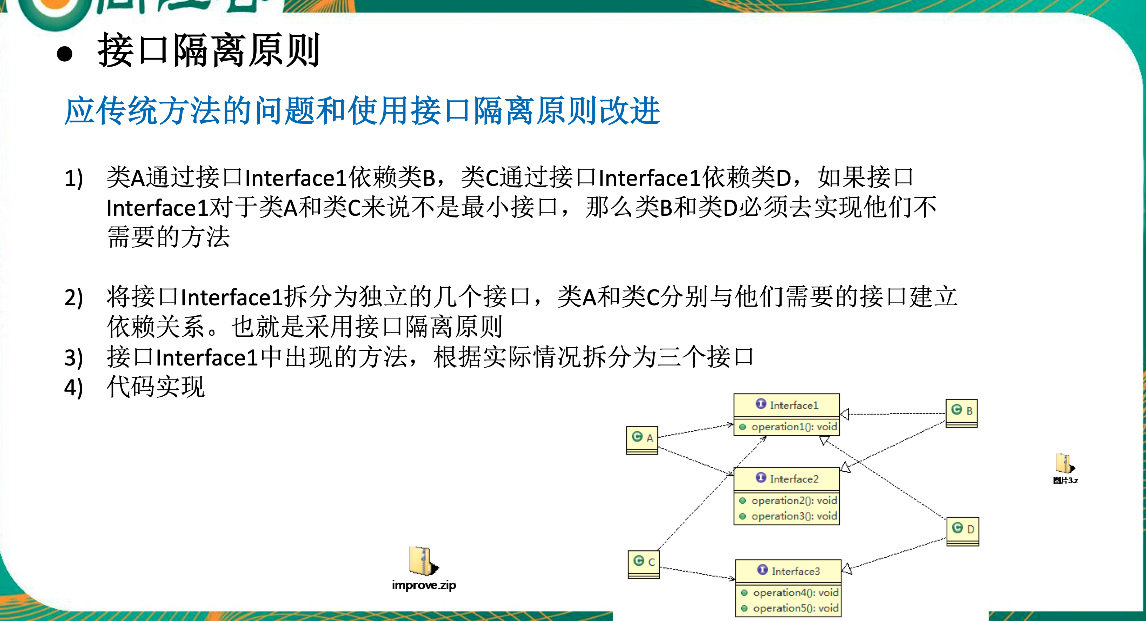 ● 接口隔离原则
应传统方法的问题和使用接口隔离原则改进
1) 类A通过接口Interface1依赖类B，类C通过接口Interface1依赖类D，如果接口
Interface1对于类A和类C来说不是最小接口，那么类B和类D必须去实现他们不
需要的方法
2) 将接口Interface1拆分为独立的几个接口，类A和类C分别与他们需要的接口建立
依赖关系。也就是采用接口隔离原则
3) 接口Interface1中出现的方法，根据实际情况拆分为三个接口
4) 代码实现
I Interface1
operation1(): void
C A
C B
I Interface2
operation2(): void
operation3(): void
图片3.z
C D
C C
I Interface3
operation4(): void
operation5(): void
improve.zip